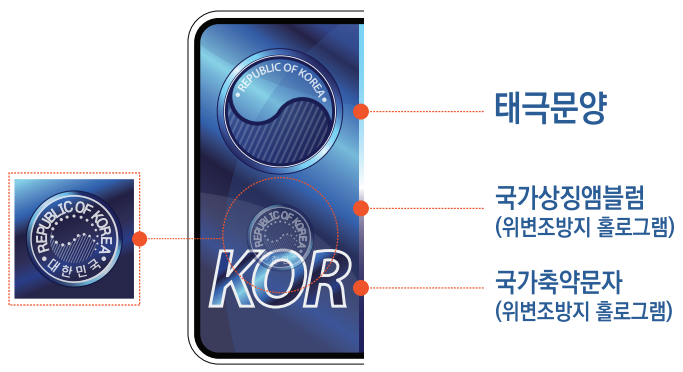 REPUBLIC OF KOREA
태극문양
국가상징앰블럼
(위변조방지 홀로그램)
REPUBLIC OF KOREA
대한민국
REPUBLIC OF KOREA
KOR
국가축약문자
(위변조방지 홀로그램)